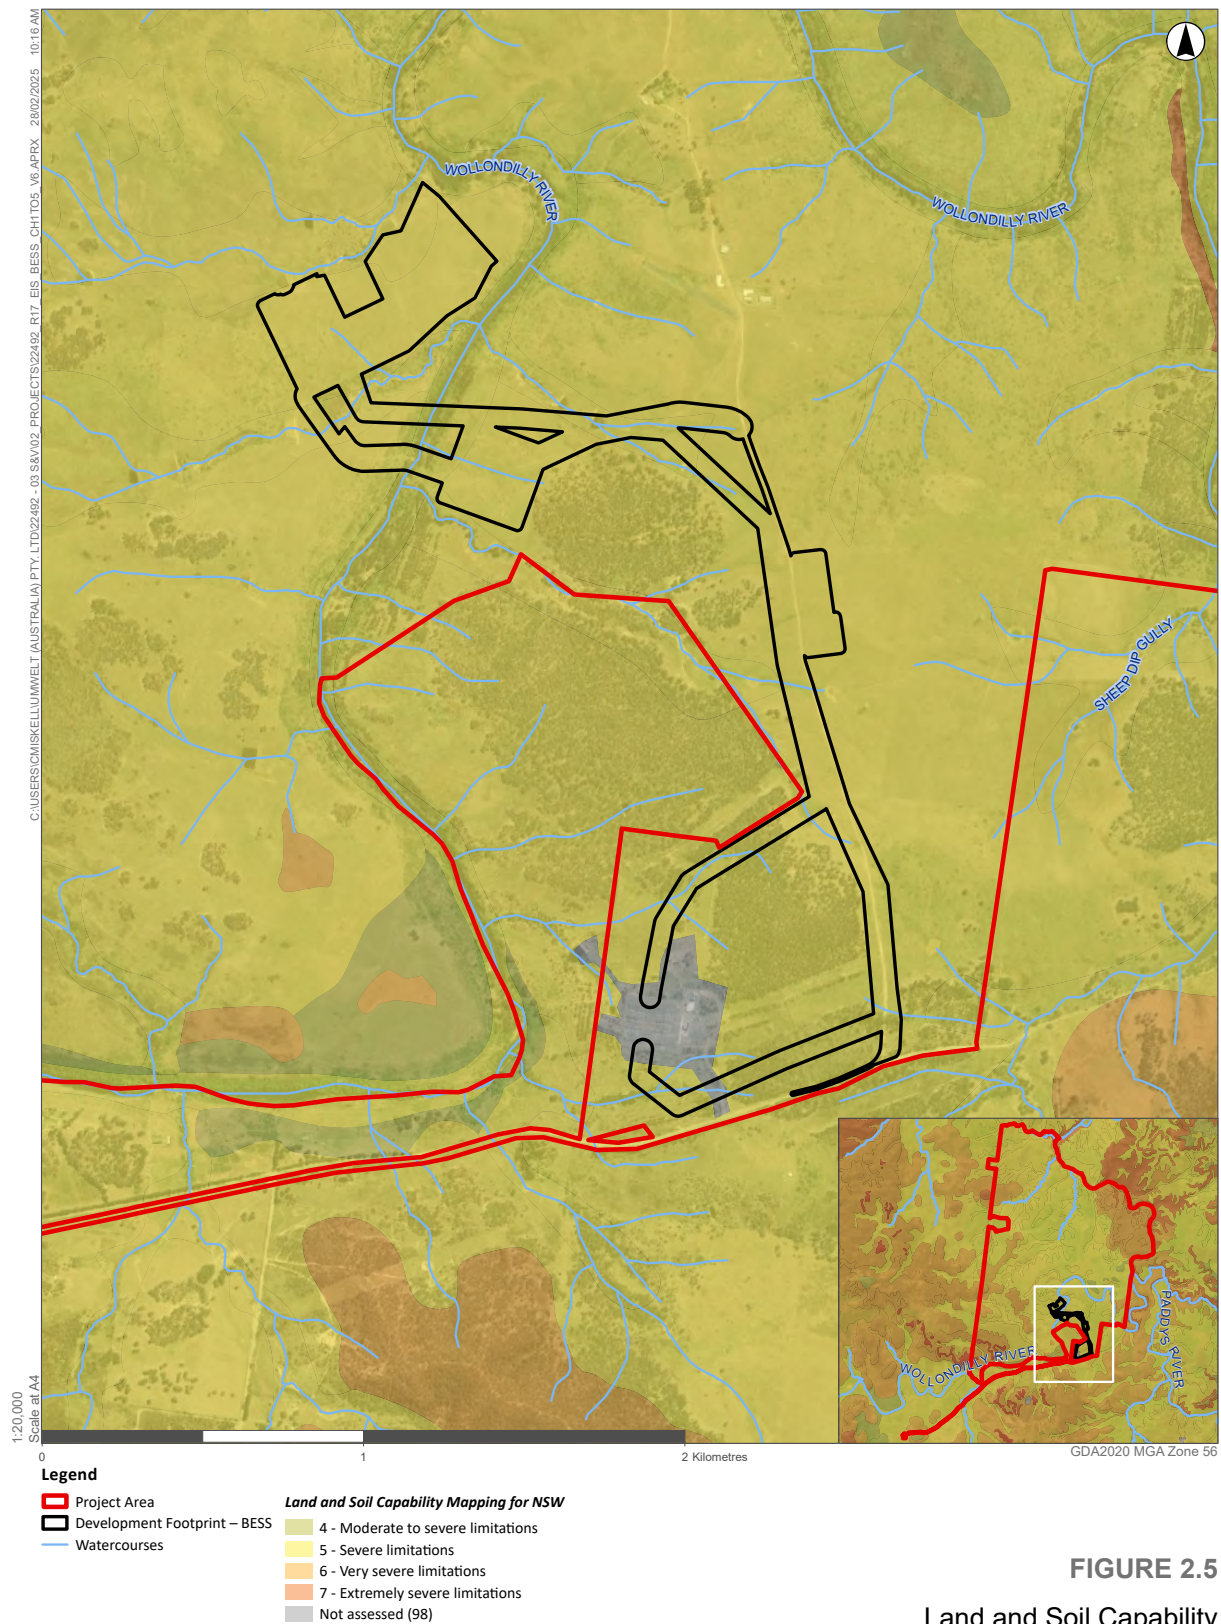 C:\USERS\CMISKELL\UMWELT (AUSTRALIA) PTY. LTD\22492 - 03 S&V\02_PROJECTS\22492_R17_EIS_BESS_CH1TO5_V6.APRX 28/02/2025 10:16 AM
WOLLONDILLY RIVER
WOLLONDILLY RIVER
SHEEP DIP GULLY
PADDYS RIVER
WOLLONDILLY RIVER
1:20,000
Scale at A4
0 1 2 Kilometres
GDA2020 MGA Zone 56
Legend
Project Area
Development Footprint – BESS
Watercourses
Land and Soil Capability Mapping for NSW
4 - Moderate to severe limitations
5 - Severe limitations
6 - Very severe limitations
7 - Extremely severe limitations
Not assessed (98)
FIGURE 2.5
Land and Soil Capability